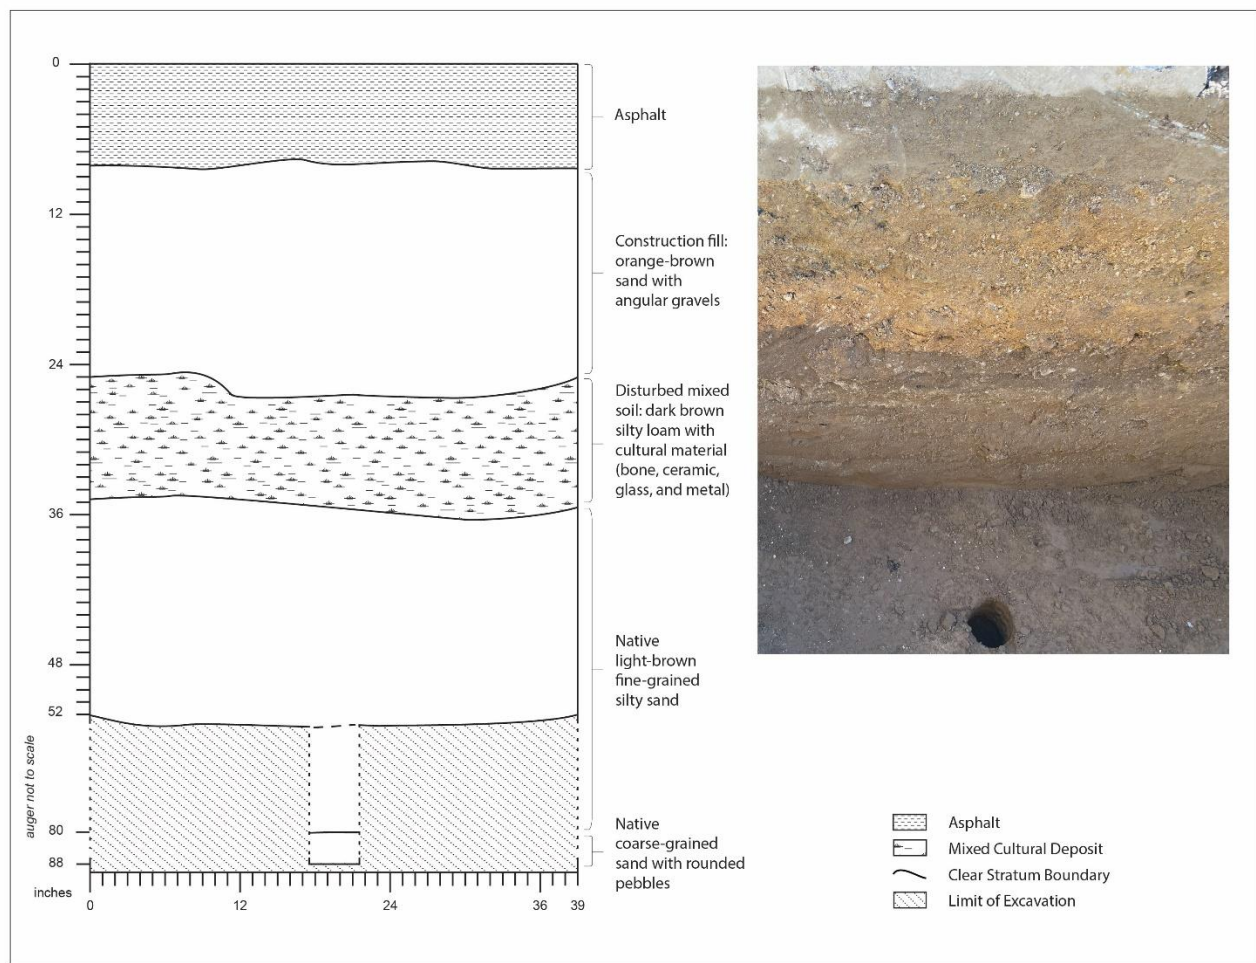 0
12
24
36
48
52
80
88
auger not to scale
inches
0
12
24
36
39
Asphalt
Construction fill:
orange-brown
sand with
angular gravels
Disturbed mixed
soil: dark brown
silty loam with
cultural material
(bone, ceramic,
glass, and metal)
Native
light-brown
fine-grained
silty sand
Native
coarse-grained
sand with rounded
pebbles
Asphalt
Mixed Cultural Deposit
Clear Stratum Boundary
Limit of Excavation